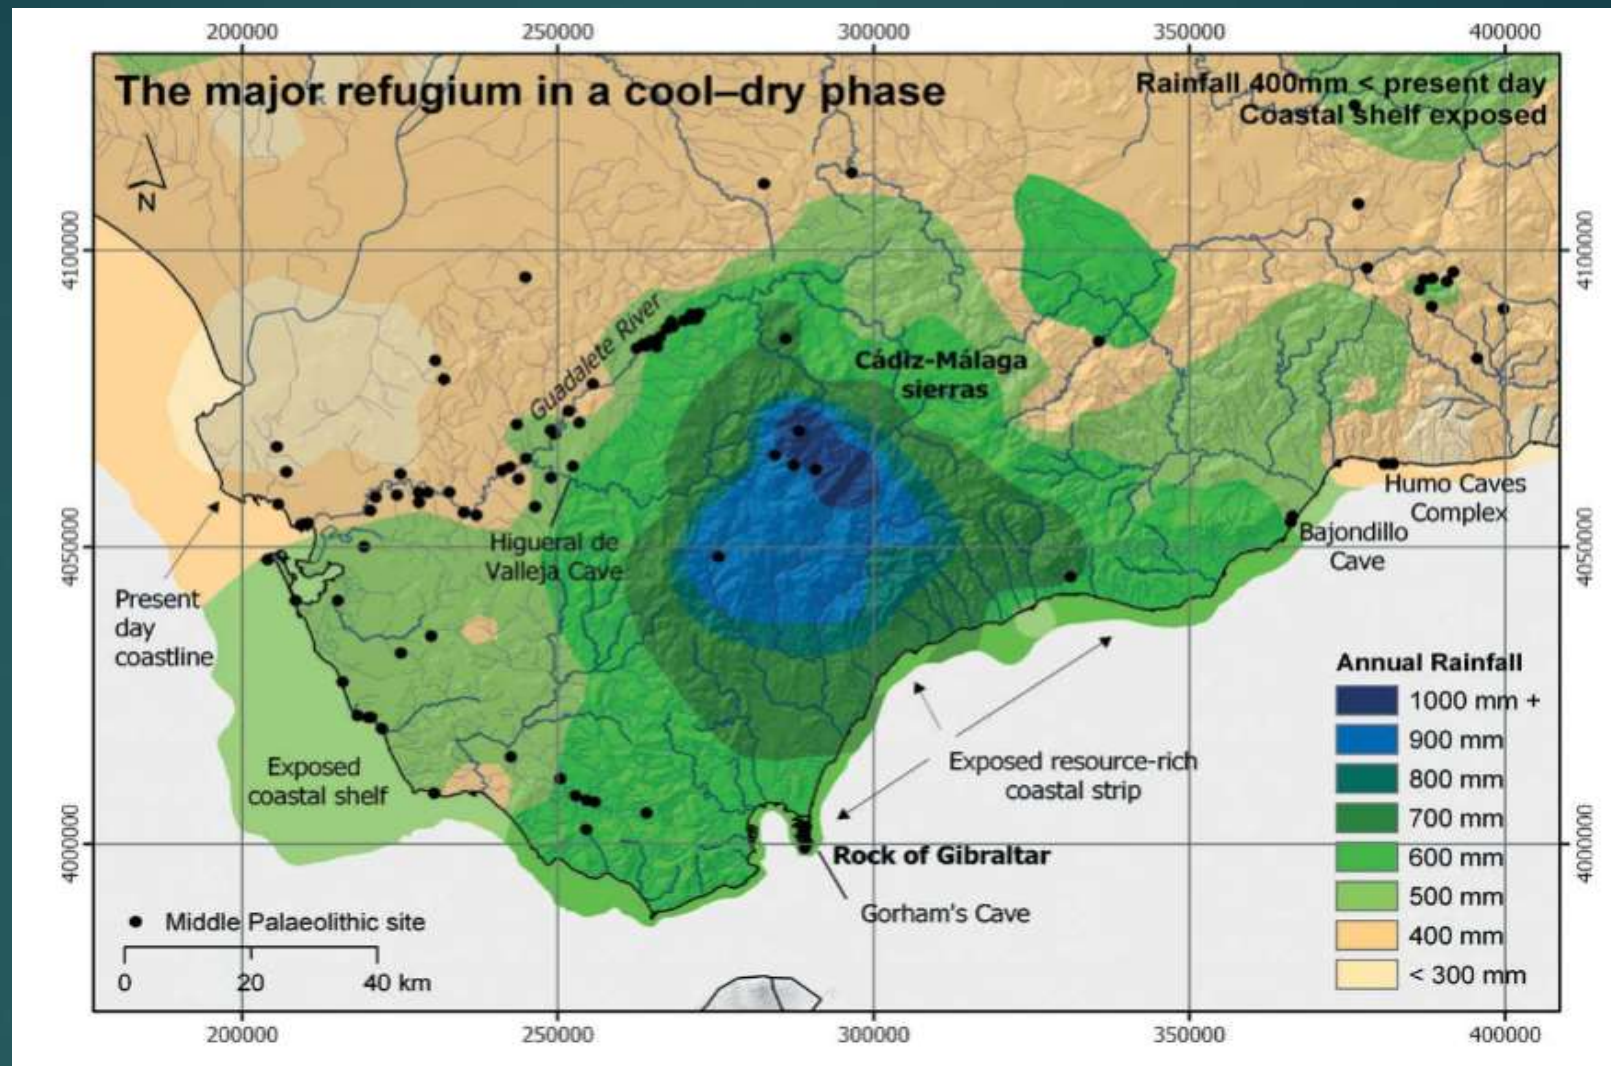 200000 250000 300000 350000 400000
The major refugium in a cool–dry phase
Rainfall 400mm < present day
Coastal shelf exposed
N
4100000
4100000
Guadalete River
Cádiz-Málaga
sierras
Humo Caves
Complex
4050000
4050000
Higueral de
Valleja Cave
Bajondillo
Cave
Present
day
coastline
Exposed
coastal shelf
Exposed resource-rich
coastal strip
Annual Rainfall
1000 mm +
900 mm
800 mm
700 mm
600 mm
500 mm
400 mm
< 300 mm
4000000
4000000
Rock of Gibraltar
Gorham's Cave
Middle Palaeolithic site
0 20 40 km
200000 250000 300000 350000 400000